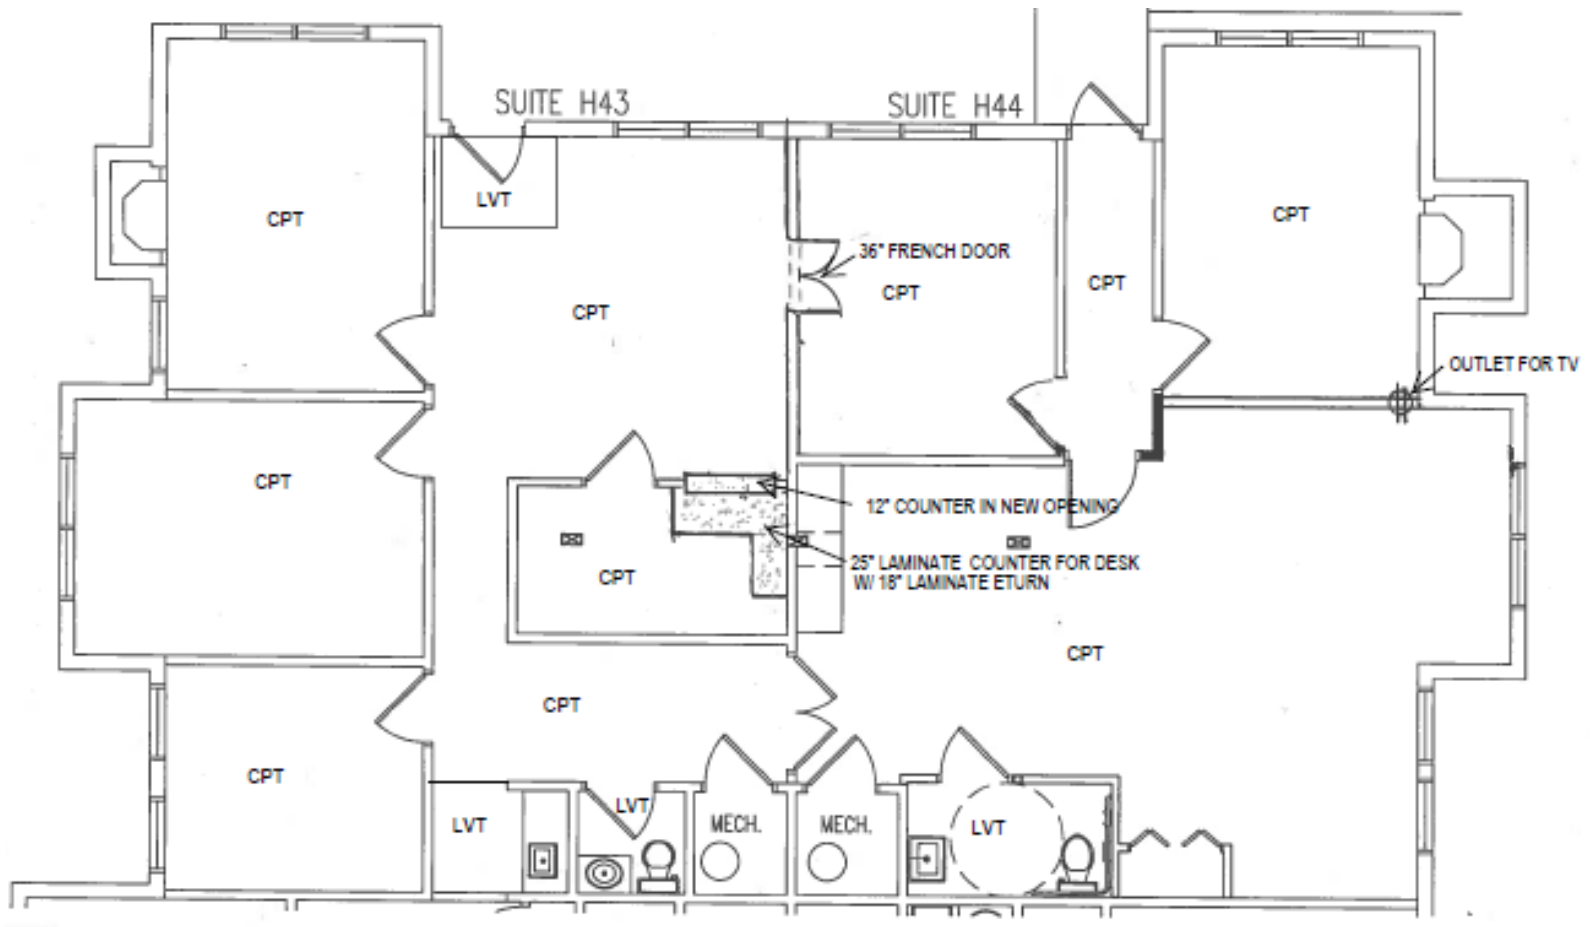 SUITE H43
SUITE H44
LVT
CPT
CPT
36" FRENCH DOOR
CPT
CPT
CPT
CPT
OUTLET FOR TV
CPT
12" COUNTER IN NEW OPENING
25" LAMINATE COUNTER FOR DESK
W/ 18" LAMINATE ETURN
CPT
CPT
CPT
CPT
LVT
LVT
MECH.
MECH.
LVT